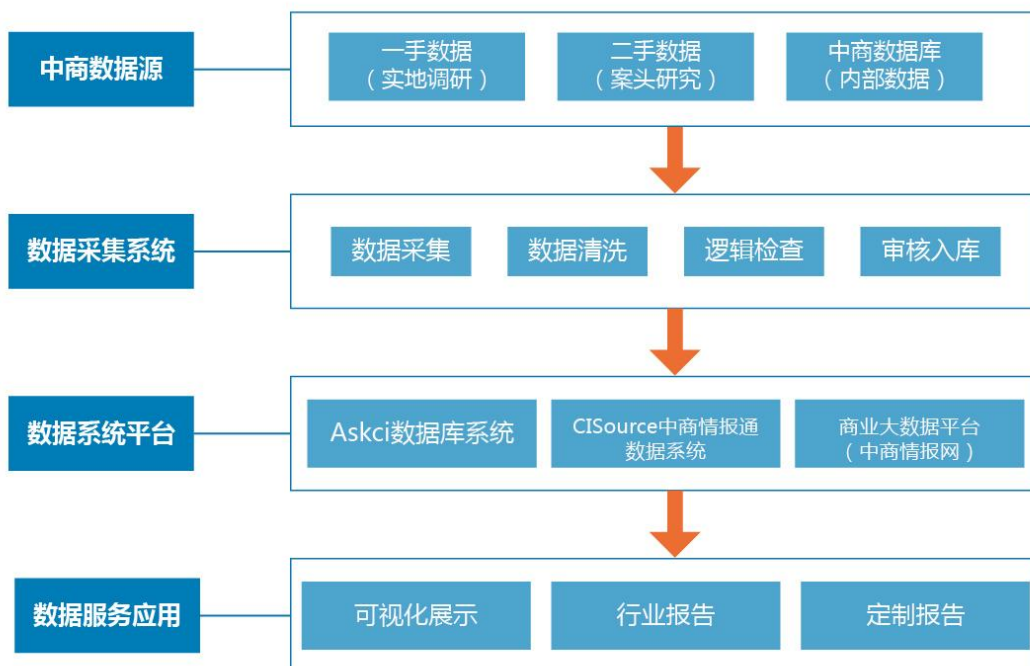 中商数据源
一手数据
（实地调研）
二手数据
（案头研究）
中商数据库
（内部数据）
数据采集系统
数据采集
数据清洗
逻辑检查
审核入库
数据系统平台
Askci数据库系统
CISource中商情报通
数据系统
商业大数据平台
（中商情报网）
数据服务应用
可视化展示
行业报告
定制报告